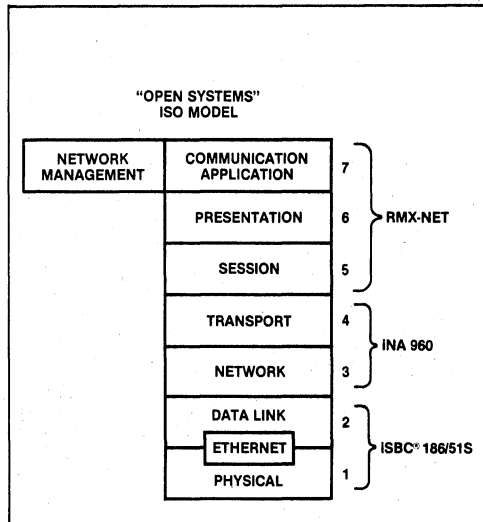 "OPEN SYSTEMS"
ISO MODEL
NETWORK
MANAGEMENT
COMMUNICATION
APPLICATION
7
PRESENTATION
6
RMX-NET
SESSION
5
TRANSPORT
4
iNA 960
NETWORK
3
DATA LINK
2
ETHERNET
iSBC® 186/51S
PHYSICAL
1